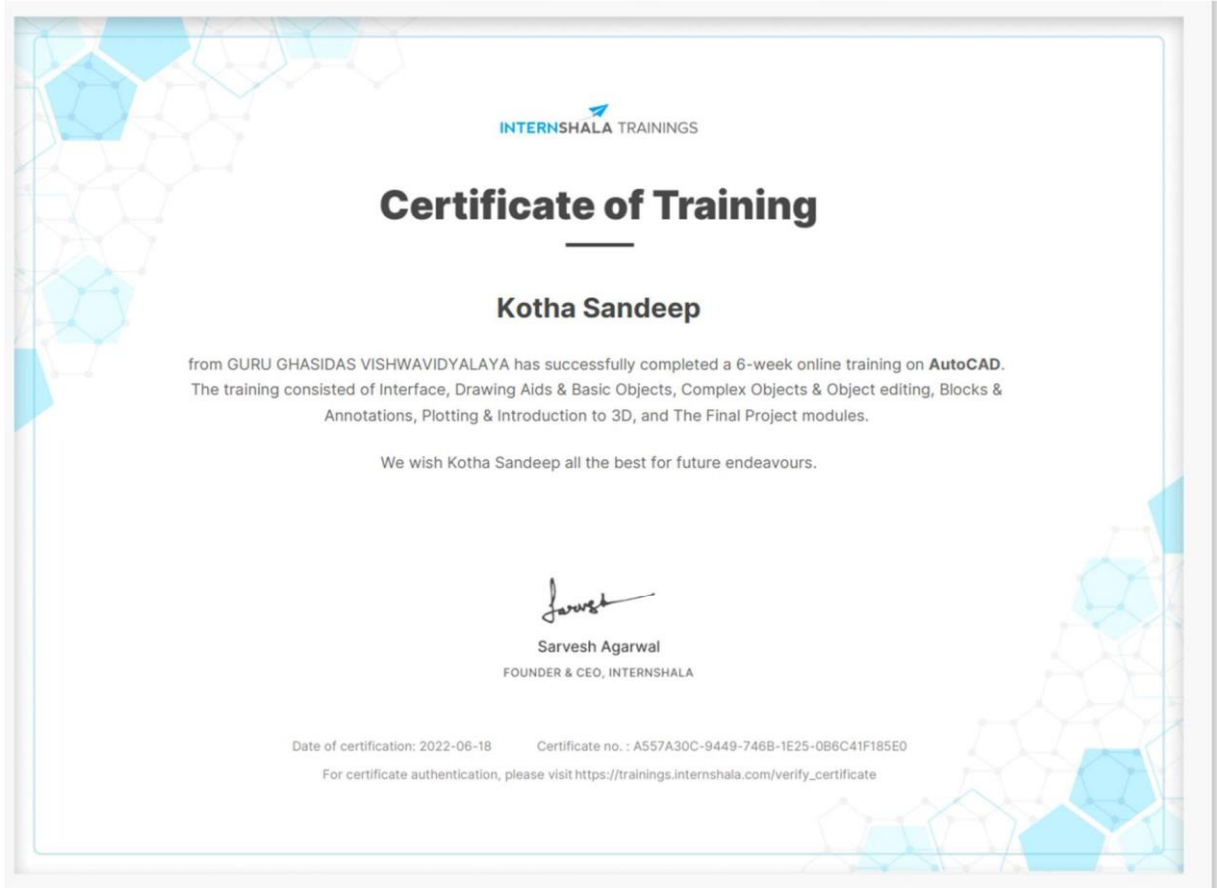 INTERNSHALA TRAININGS
Certificate of Training
Kotha Sandeep
from GURU GHASIDAS VISHWAVIDYALAYA has successfully completed a 6-week online training on AutoCAD.
The training consisted of Interface, Drawing Aids & Basic Objects, Complex Objects & Object editing, Blocks &
Annotations, Plotting & Introduction to 3D, and The Final Project modules.
We wish Kotha Sandeep all the best for future endeavours.
Sarvesh Agarwal
FOUNDER & CEO, INTERNSHALA
Date of certification: 2022-06-18 Certificate no. : A557A30C-9449-746B-1E25-0B6C41F185E0
For certificate authentication, please visit https://trainings.internshala.com/verify_certificate